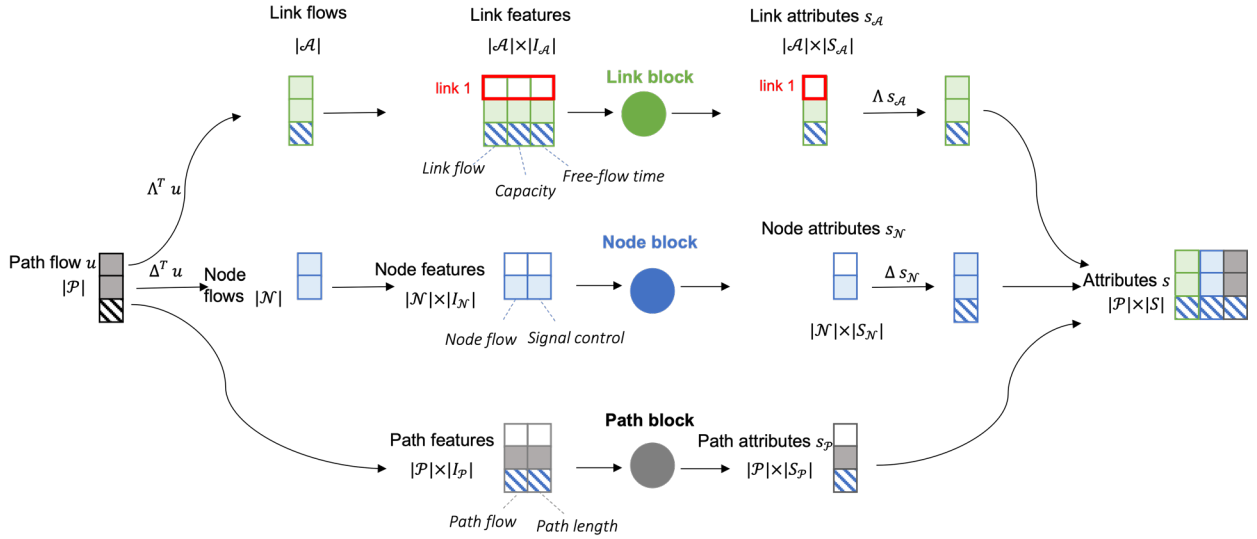 Link flows
|𝒜|
Link features
|𝒜|×|I_𝒜|
Link attributes s_𝒜
|𝒜|×|S_𝒜|
link 1
Link block
link 1
Λ s_𝒜
Link flow
Capacity
Free-flow time
Λ^T u
Path flow u
|𝒫|
Δ^T u
Node
flows |𝒩|
Node features
|𝒩|×|I_𝒩|
Node block
Node attributes s_𝒩
Δ s_𝒩
|𝒩|×|S_𝒩|
Node flow
Signal control
Attributes s
|𝒫|×|S|
Path features
|𝒫|×|I_𝒫|
Path block
Path attributes s_𝒫
|𝒫|×|S_𝒫|
Path flow
Path length